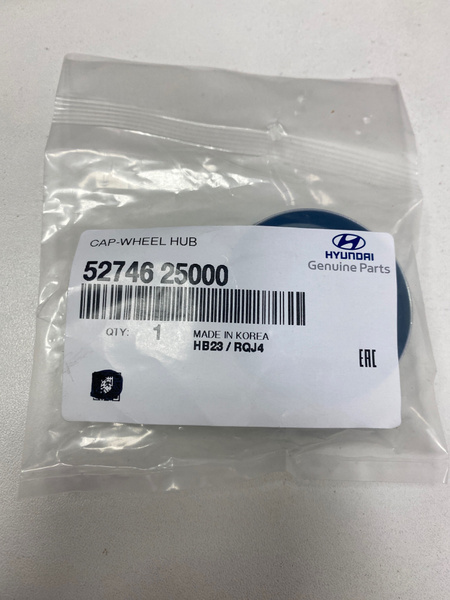 CAP-WHEEL HUB
HYUNDAI
Genuine Parts
52746 25000
QTY: 1
MADE IN KOREA
HB23 / RQJ4
EAC